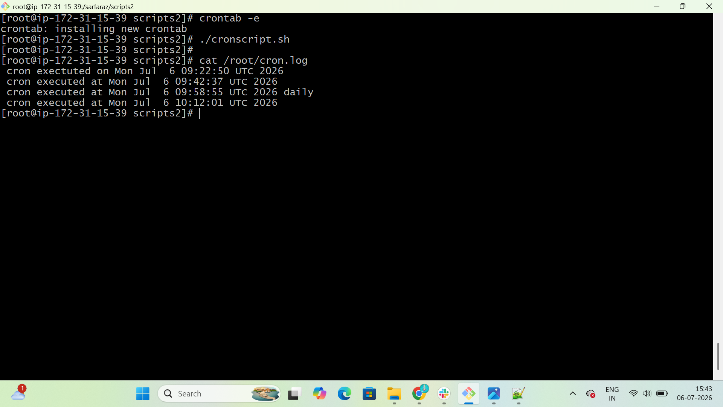 root@ip-172-31-15-39:/sarfaraz/scripts2
[root@ip-172-31-15-39 scripts2]# crontab -e
crontab: installing new crontab
[root@ip-172-31-15-39 scripts2]# ./cronscript.sh
[root@ip-172-31-15-39 scripts2]#
[root@ip-172-31-15-39 scripts2]# cat /root/cron.log
cron exectuted on Mon Jul  6 09:22:50 UTC 2026
cron executed at Mon Jul  6 09:42:37 UTC 2026
cron executed at Mon Jul  6 09:58:55 UTC 2026 daily
cron executed at Mon Jul  6 10:12:01 UTC 2026
[root@ip-172-31-15-39 scripts2]#
1
Search
1
ENG
IN
15:43
06-07-2026